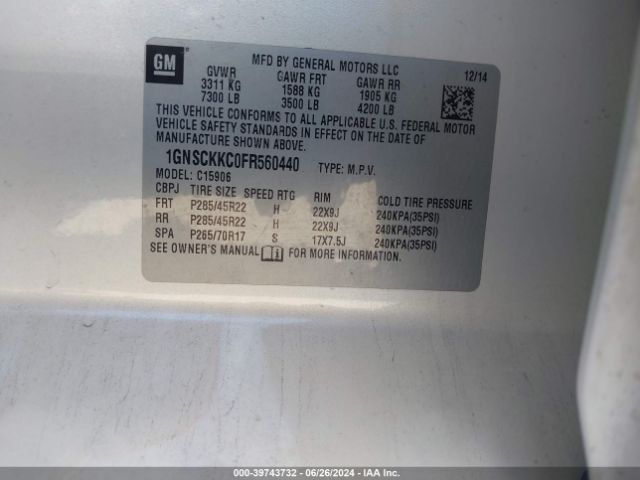 GM
MFD BY GENERAL MOTORS LLC
GVWR GAWR FRT GAWR RR 12/14
3311 KG 1588 KG 1905 KG
7300 LB 3500 LB 4200 LB
THIS VEHICLE CONFORMS TO ALL APPLICABLE U.S. FEDERAL MOTOR
VEHICLE SAFETY STANDARDS IN EFFECT ON THE DATE OF
MANUFACTURE SHOWN ABOVE.
1GNSCKKC0FR560440 TYPE: M.P.V.
MODEL: C15906
CBPJ TIRE SIZE SPEED RTG RIM COLD TIRE PRESSURE
FRT P285/45R22 H 22X9J 240KPA(35PSI)
RR P285/45R22 H 22X9J 240KPA(35PSI)
SPA P265/70R17 S 17X7.5J 240KPA(35PSI)
SEE OWNER'S MANUAL FOR MORE INFORMATION.
000-39743732 - 06/26/2024 - IAA Inc.